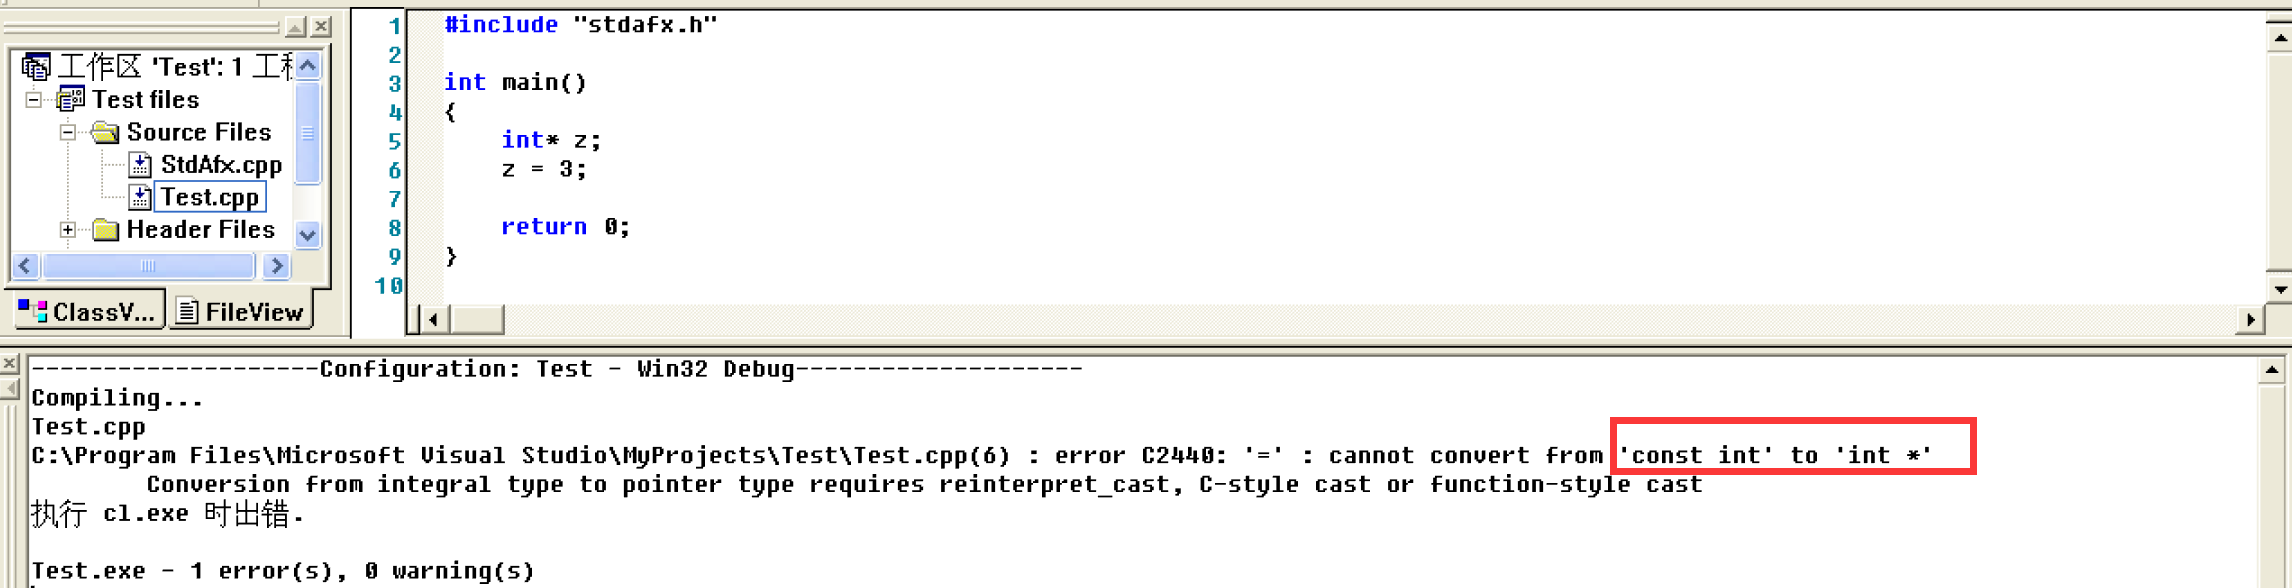 工作区 'Test': 1 工程
Test files
Source Files
StdAfx.cpp
Test.cpp
Header Files
ClassV...
FileView
1 #include "stdafx.h"
2
3 int main()
4 {
5 int* z;
6 z = 3;
7
8 return 0;
9 }
10
--------------------Configuration: Test - Win32 Debug--------------------
Compiling...
Test.cpp
C:\Program Files\Microsoft Visual Studio\MyProjects\Test\Test.cpp(6) : error C2440: '=' : cannot convert from 'const int' to 'int *'
Conversion from integral type to pointer type requires reinterpret_cast, C-style cast or function-style cast
执行 cl.exe 时出错.
Test.exe - 1 error(s), 0 warning(s)